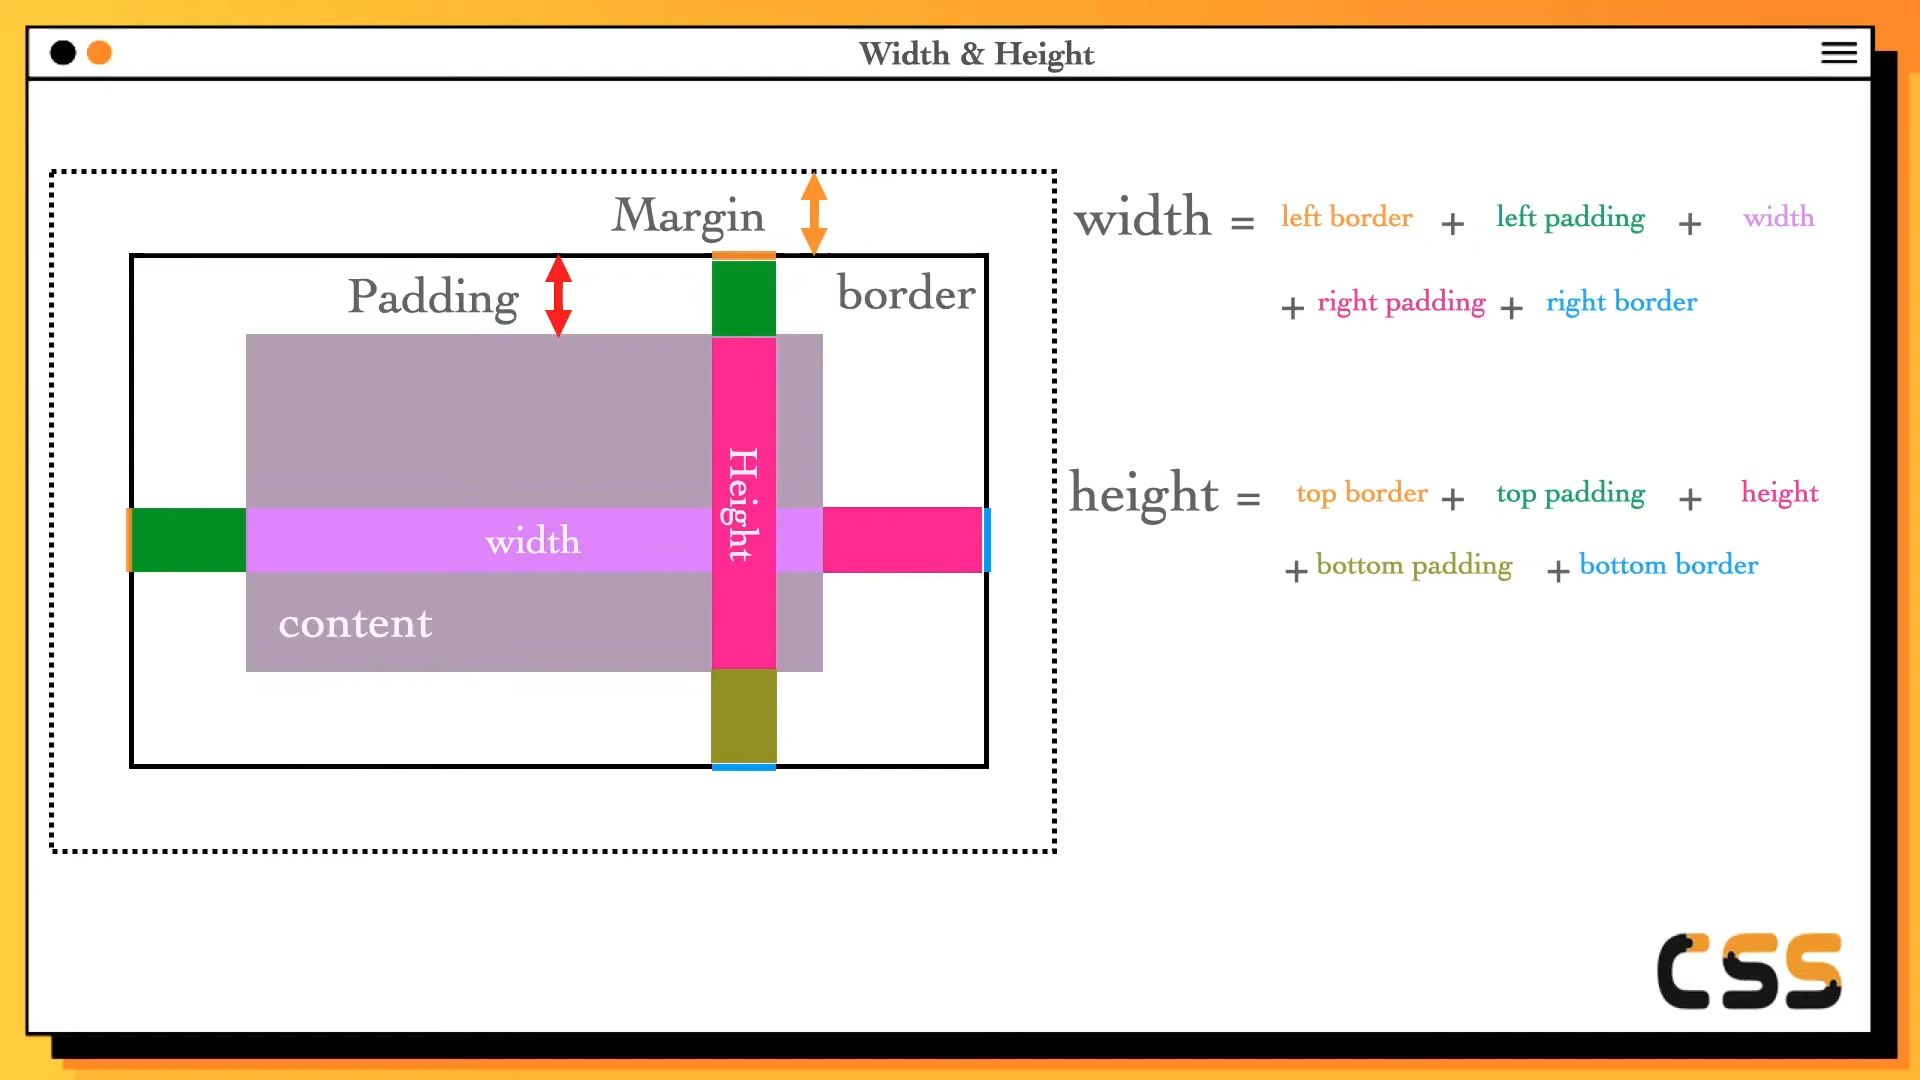 Width & Height
Margin
Padding
border
Height
width
content
width = left border + left padding + width
+ right padding + right border
height = top border + top padding + height
+ bottom padding + bottom border
CSS